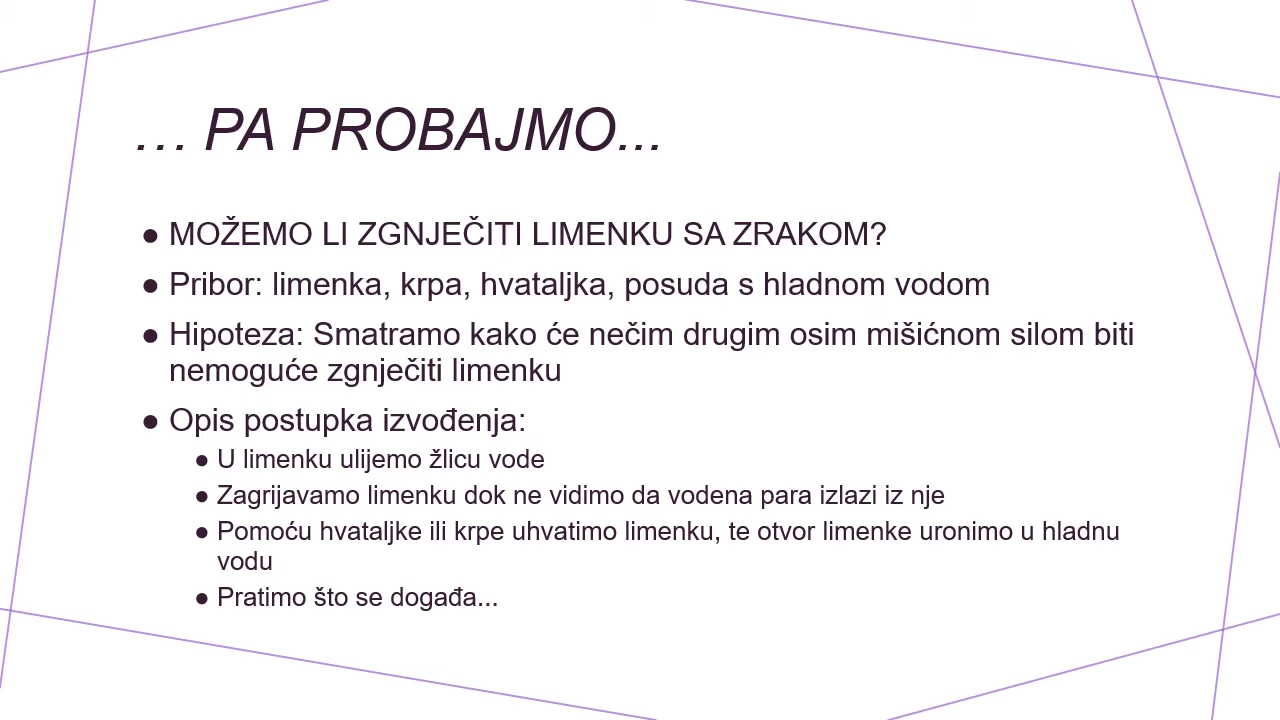 … PA PROBAJMO...
● MOŽEMO LI ZGNJEČITI LIMENKU SA ZRAKOM?
● Pribor: limenka, krpa, hvataljka, posuda s hladnom vodom
● Hipoteza: Smatramo kako će nečim drugim osim mišićnom silom biti
nemoguće zgnječiti limenku
● Opis postupka izvođenja:
● U limenku ulijemo žlicu vode
● Zagrijavamo limenku dok ne vidimo da vodena para izlazi iz nje
● Pomoću hvataljke ili krpe uhvatimo limenku, te otvor limenke uronimo u hladnu
vodu
● Pratimo što se događa...